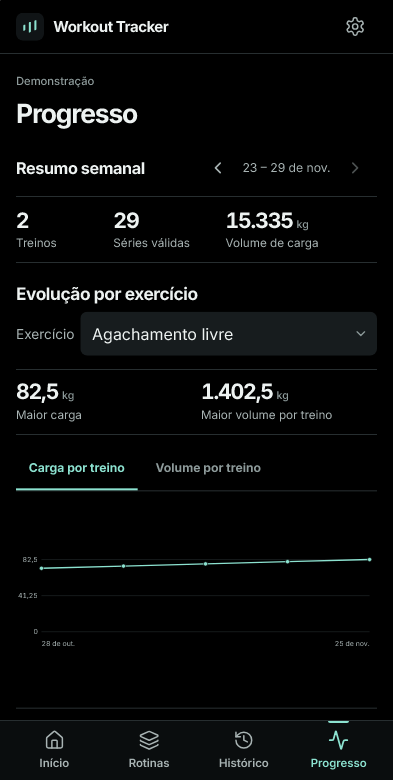 Workout Tracker
Demonstração
Progresso
Resumo semanal
23 – 29 de nov.
2
29
15.335 kg
Treinos
Séries válidas
Volume de carga
Evolução por exercício
Exercício
Agachamento livre
82,5 kg
1.402,5 kg
Maior carga
Maior volume por treino
Carga por treino
Volume por treino
82,5
41,25
0
28 de out.
25 de nov.
Início
Rotinas
Histórico
Progresso